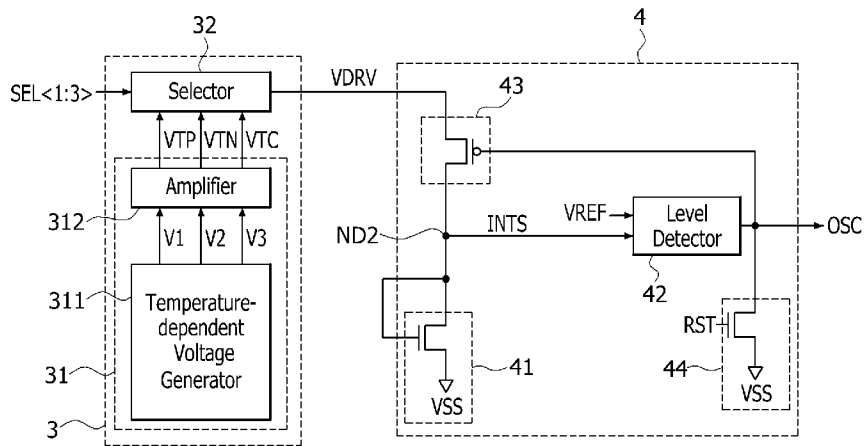 32
4
SEL<1:3>
Selector
VDRV
43
VTP
VTN
VTC
Amplifier
312
V1
V2
V3
311
Temperature-
dependent
Voltage
Generator
31
3
ND2
INTS
VREF
Level
Detector
42
OSC
41
VSS
RST
44
VSS